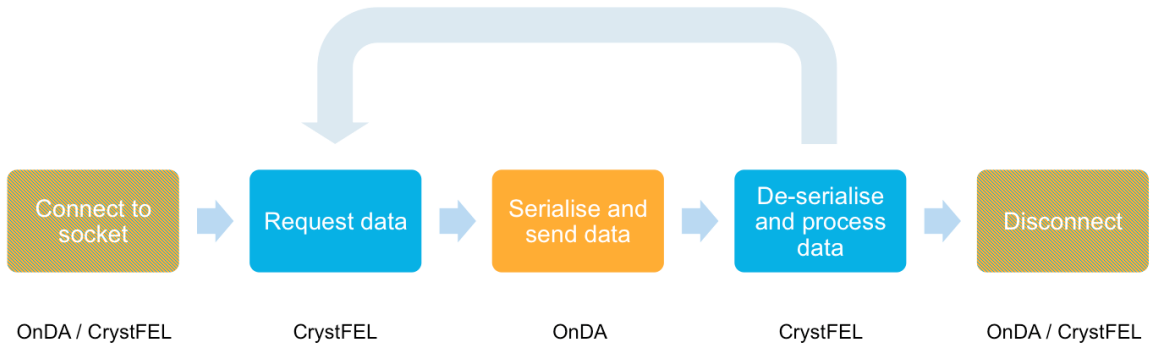 Connect to
socket
Request data
Serialise and
send data
De-serialise
and process
data
Disconnect
OnDA / CrystFEL
CrystFEL
OnDA
CrystFEL
OnDA / CrystFEL